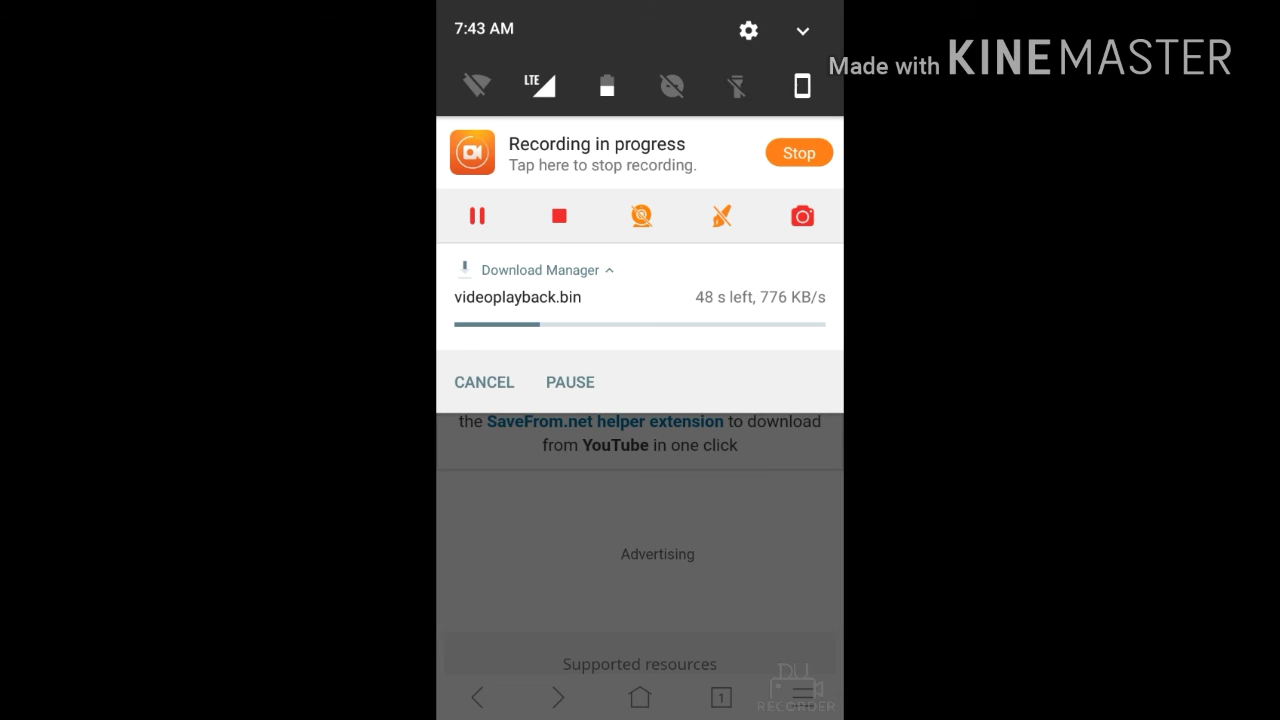 7:43 AM
Made with KINEMASTER
LTE
Recording in progress
Tap here to stop recording.
Stop
Download Manager
videoplayback.bin
48 s left, 776 KB/s
CANCEL PAUSE
the SaveFrom.net helper extension to download
from YouTube in one click
Advertising
Supported resources
1
DU
RECORDER